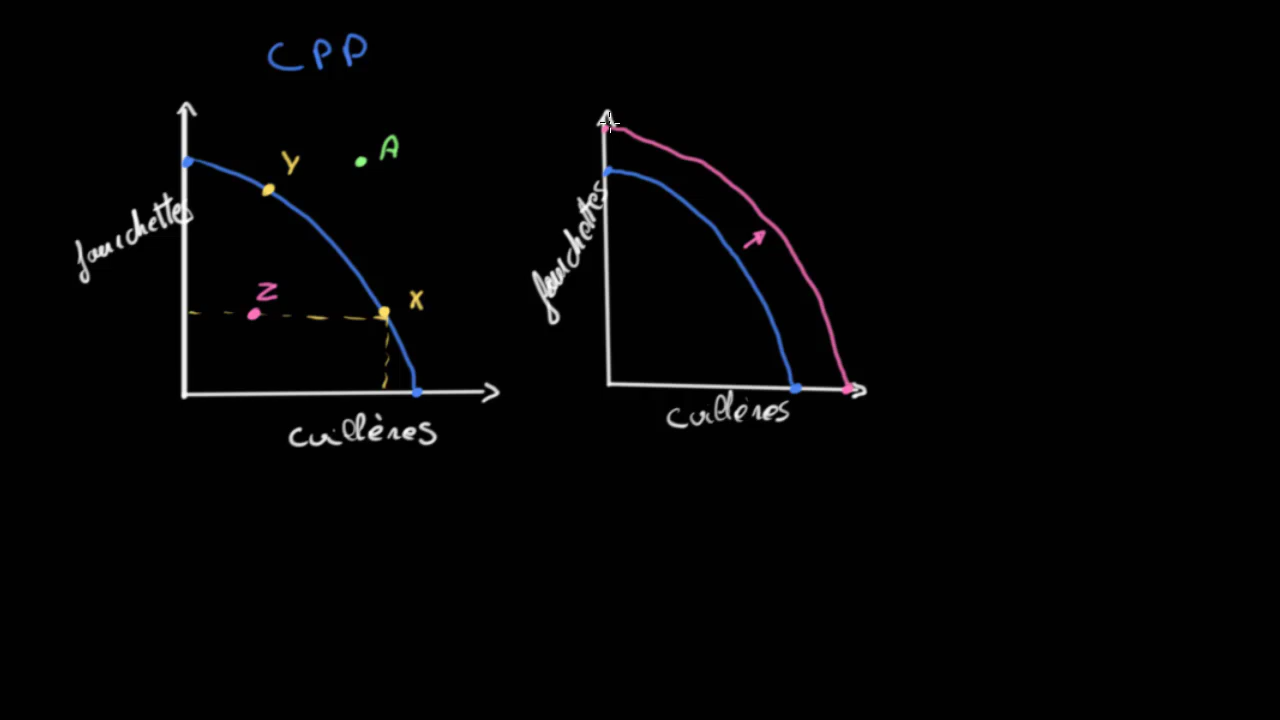 CPP
Y
A
fourchettes
Z
X
cuillères
fourchettes
cuillères